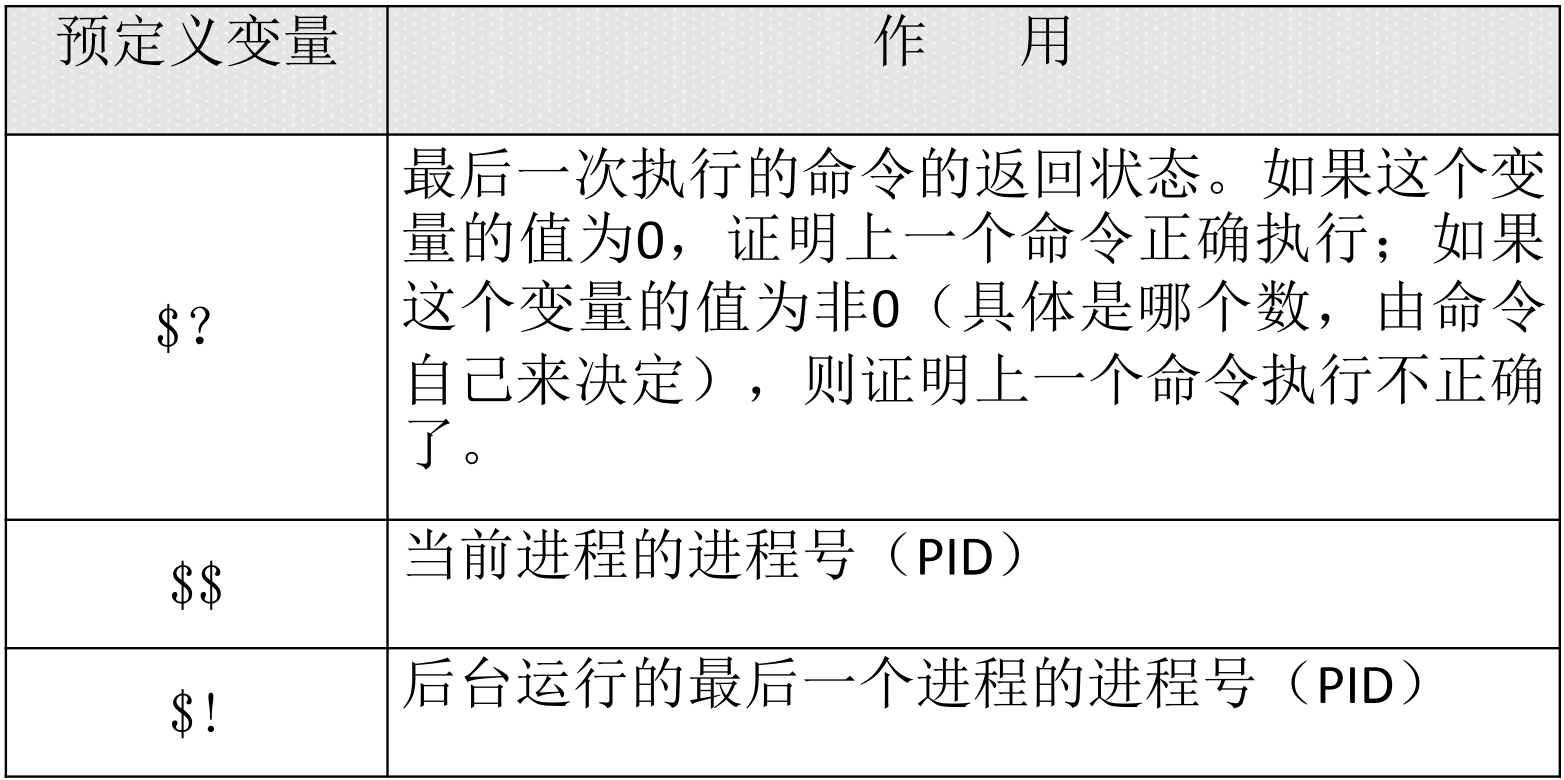 预定义变量
作 用
$?
最后一次执行的命令的返回状态。如果这个变
量的值为0，证明上一个命令正确执行；如果
这个变量的值为非0（具体是哪个数，由命令
自己来决定），则证明上一个命令执行不正确
了。
$$
当前进程的进程号（PID）
$!
后台运行的最后一个进程的进程号（PID）